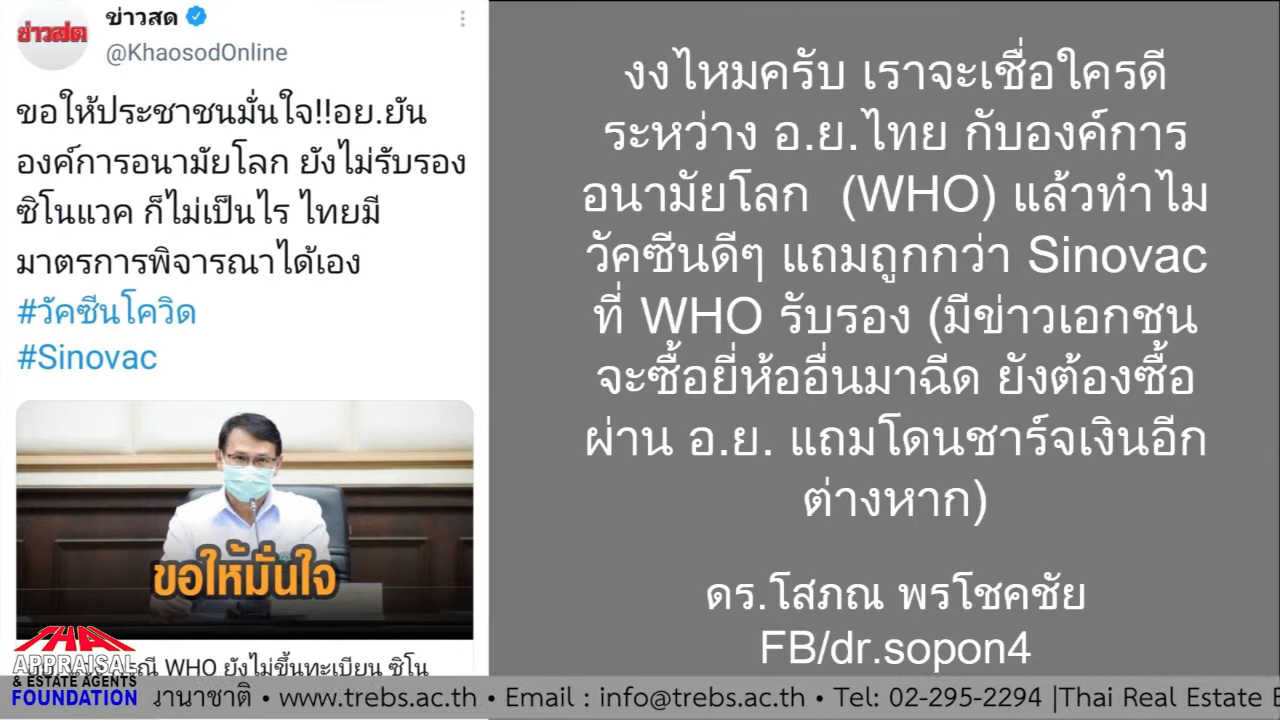 ข่าวสด
ข่าวสด
@KhaosodOnline
ขอให้ประชาชนมั่นใจ!!อย.ยัน
องค์การอนามัยโลก ยังไม่รับรอง
ซิโนแวค ก็ไม่เป็นไร ไทยมี
มาตรการพิจารณาได้เอง
#วัคซีนโควิด
#Sinovac
ขอให้มั่นใจ
WHO ยังไม่ขึ้นทะเบียน ซิโน
งงไหมครับ เราจะเชื่อใครดี
ระหว่าง อ.ย.ไทย กับองค์การ
อนามัยโลก (WHO) แล้วทำไม
วัคซีนดีๆ แถมถูกกว่า Sinovac
ที่ WHO รับรอง (มีข่าวเอกชน
จะซื้อยี่ห้ออื่นมาฉีด ยังต้องซื้อ
ผ่าน อ.ย. แถมโดนชาร์จเงินอีก
ต่างหาก)
ดร.โสภณ พรโชคชัย
FB/dr.sopon4
THAI
APPRAISAL
& ESTATE AGENTS
FOUNDATION
านานาชาติ • www.trebs.ac.th • Email : info@trebs.ac.th • Tel: 02-295-2294 |Thai Real Estate